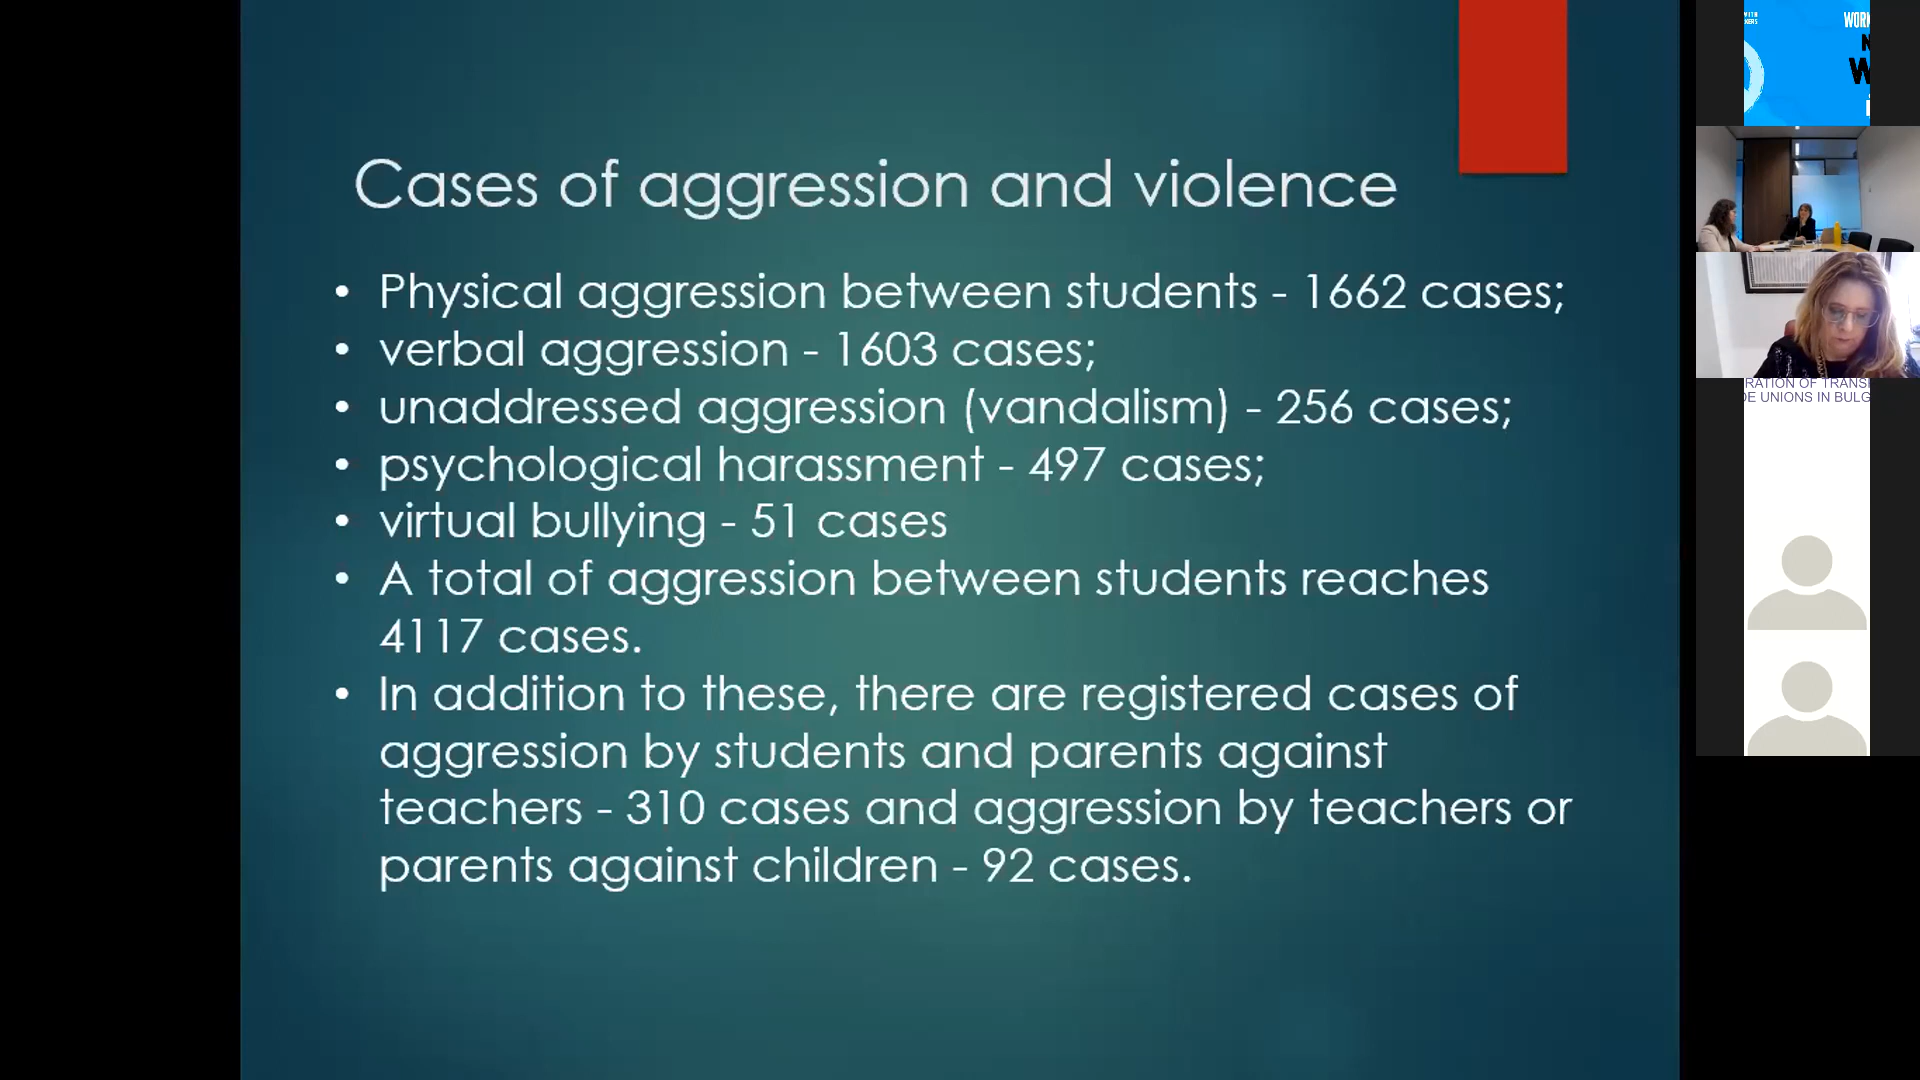 Cases of aggression and violence
• Physical aggression between students - 1662 cases;
• verbal aggression - 1603 cases;
• unaddressed aggression (vandalism) - 256 cases;
• psychological harassment - 497 cases;
• virtual bullying - 51 cases
• A total of aggression between students reaches
4117 cases.
• In addition to these, there are registered cases of
aggression by students and parents against
teachers - 310 cases and aggression by teachers or
parents against children - 92 cases.
RATION OF TRANS
DE UNIONS IN BULG